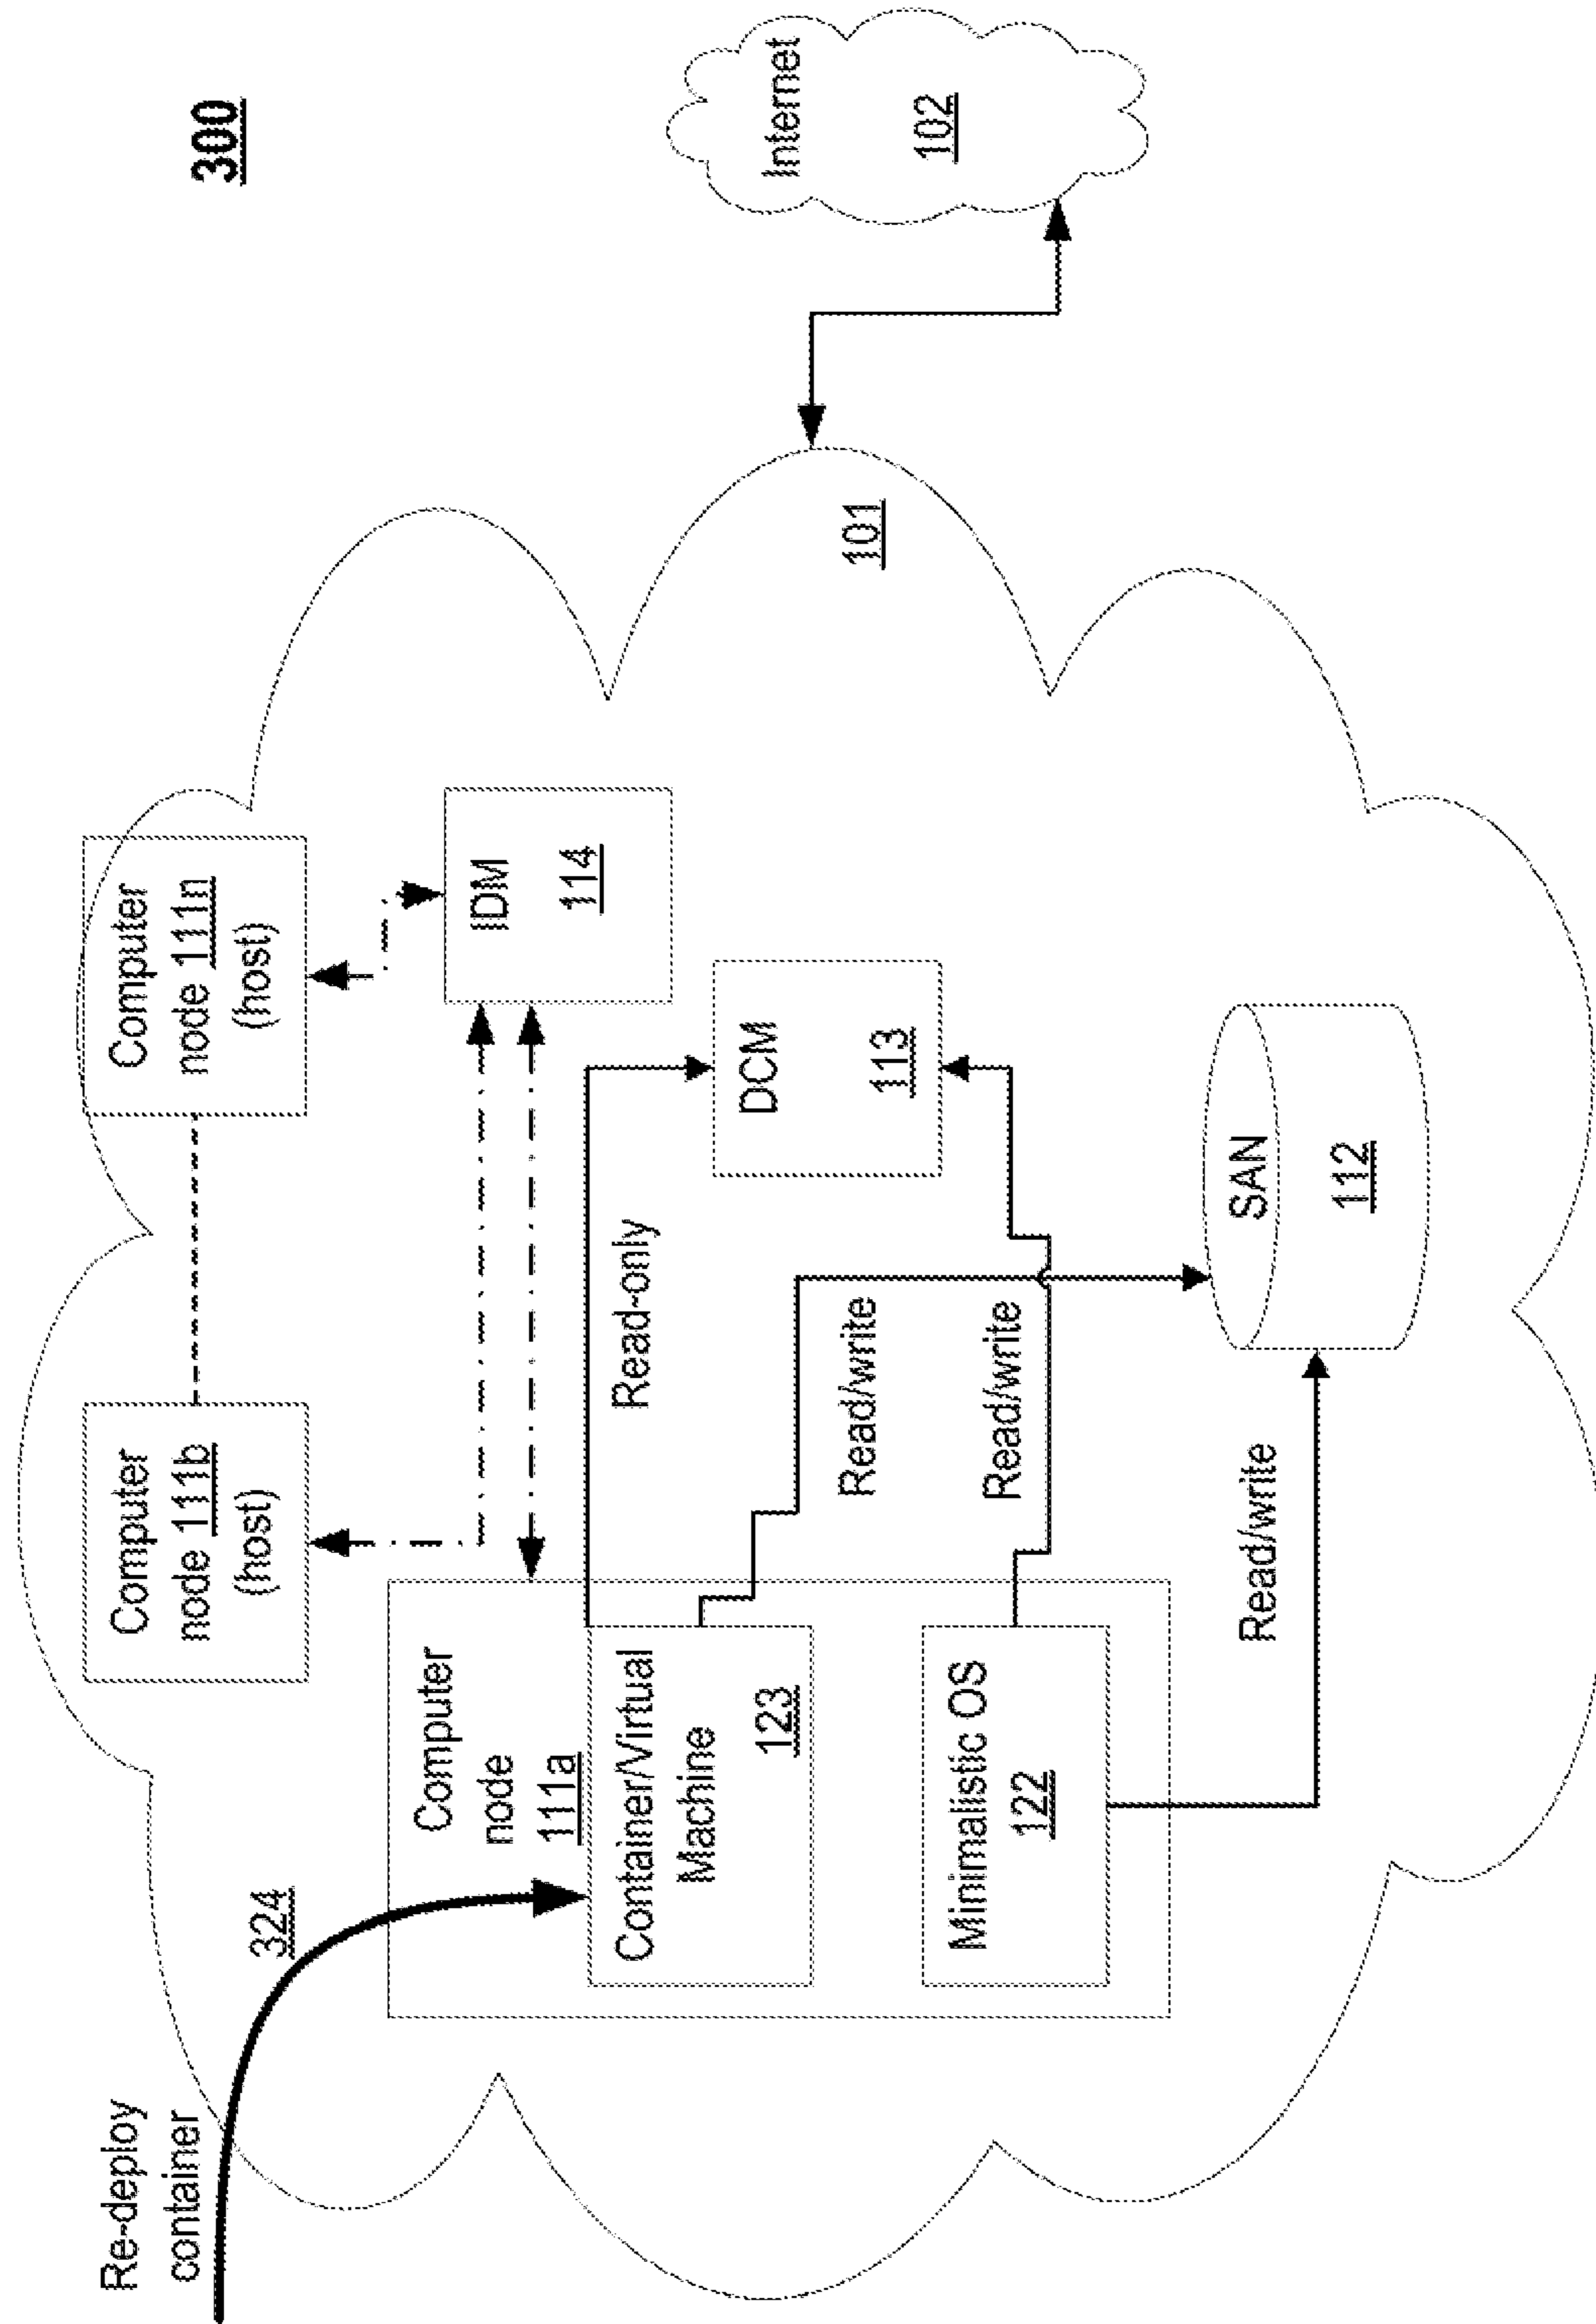 300
Re-deploy
container
324
Computer
node 111b
(host)
Computer
node 111n
(host)
Computer
node
111a
IDM
114
Container/Virtual
Machine
123
Read-only
DCM
113
Read/write
Read/write
Minimalistic OS
122
Read/write
SAN
112
101
Internet
102